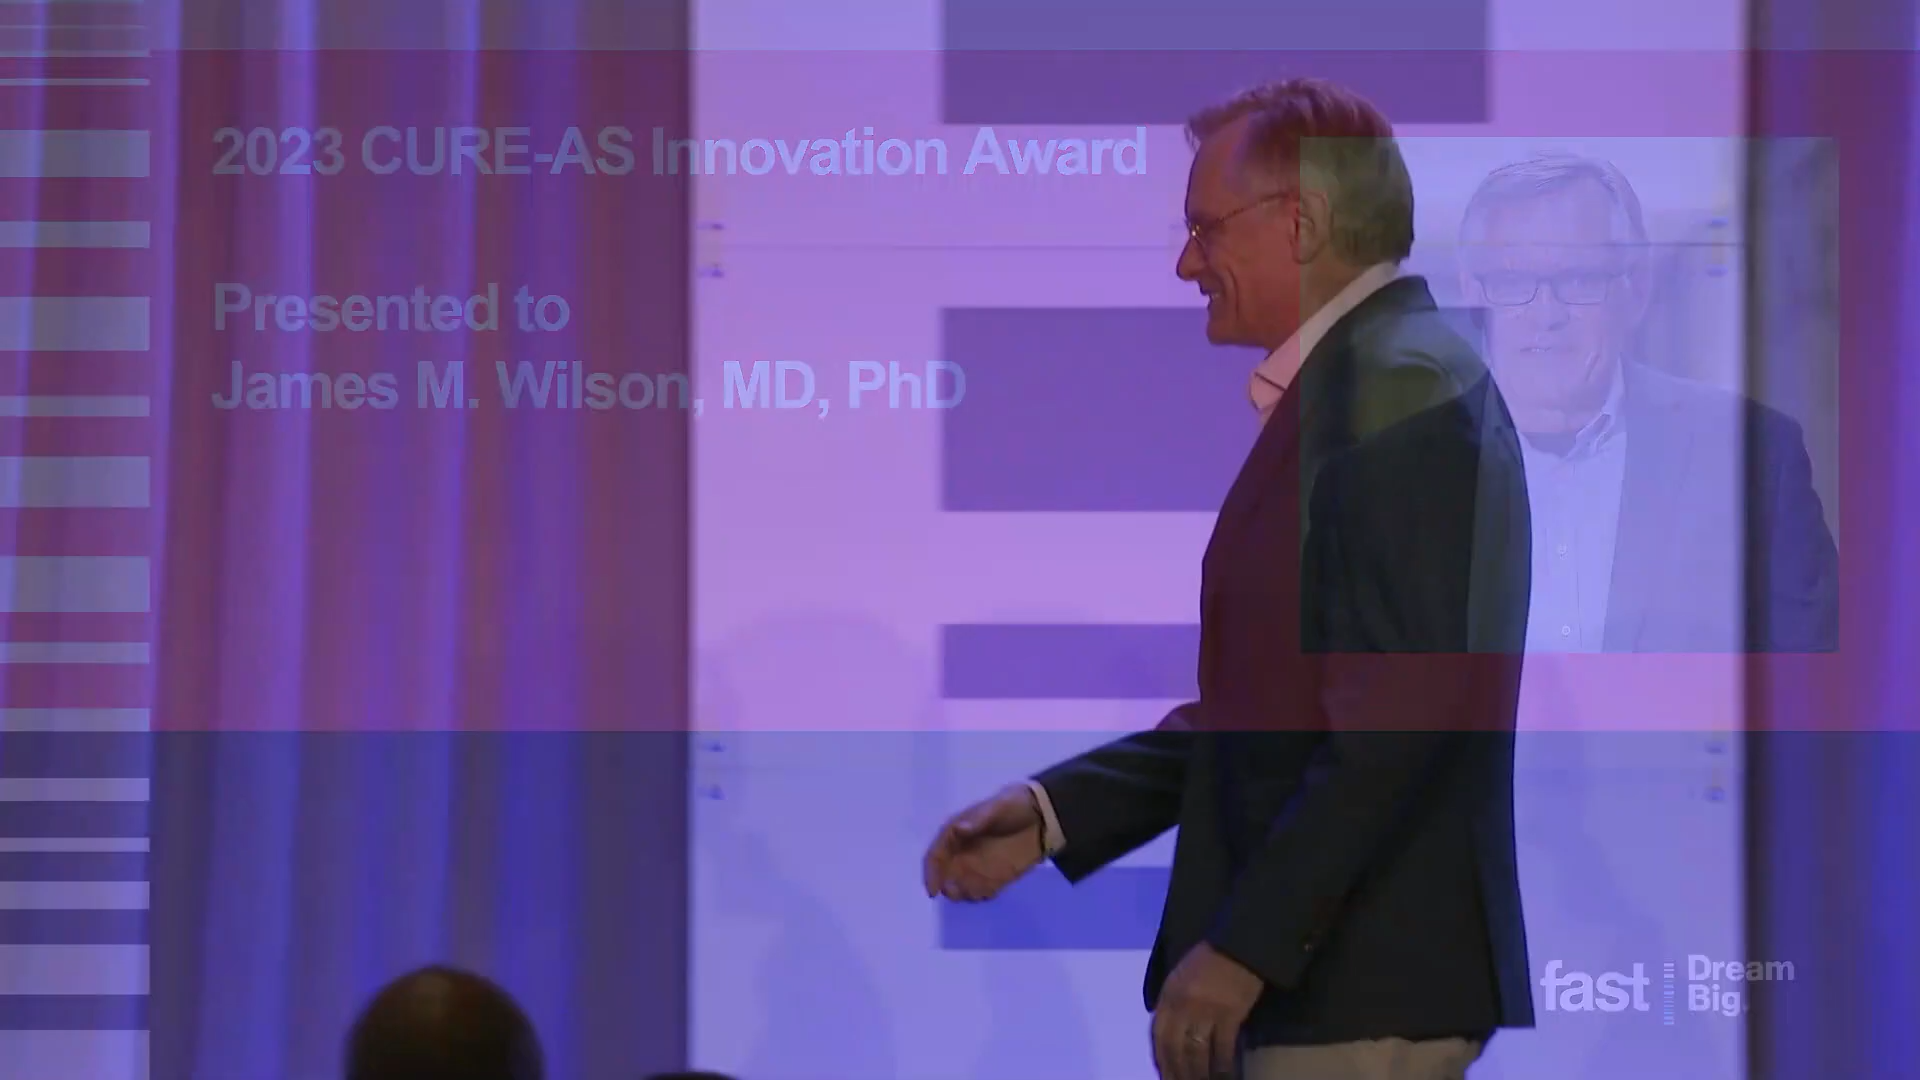 2023 CURE-AS Innovation Award
Presented to
James M. Wilson, MD, PhD
fast
Dream
Big.